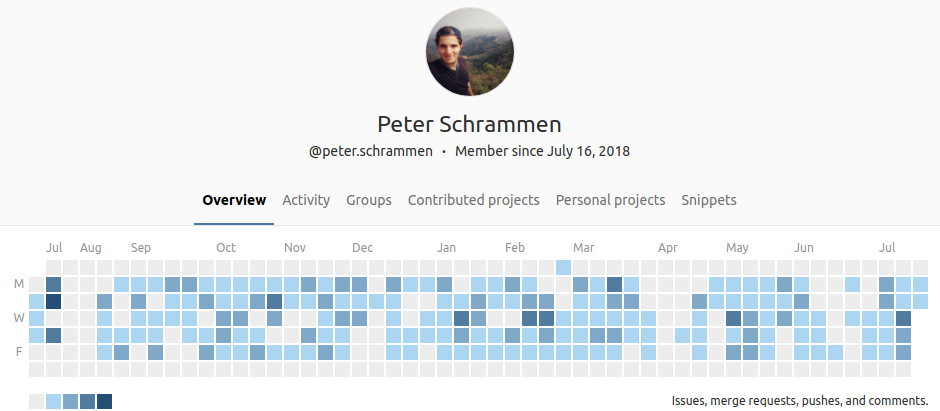 Peter Schrammen
@peter.schrammen · Member since July 16, 2018
Overview Activity Groups Contributed projects Personal projects Snippets
Jul Aug Sep Oct Nov Dec Jan Feb Mar Apr May Jun Jul
M
W
F
Issues, merge requests, pushes, and comments.